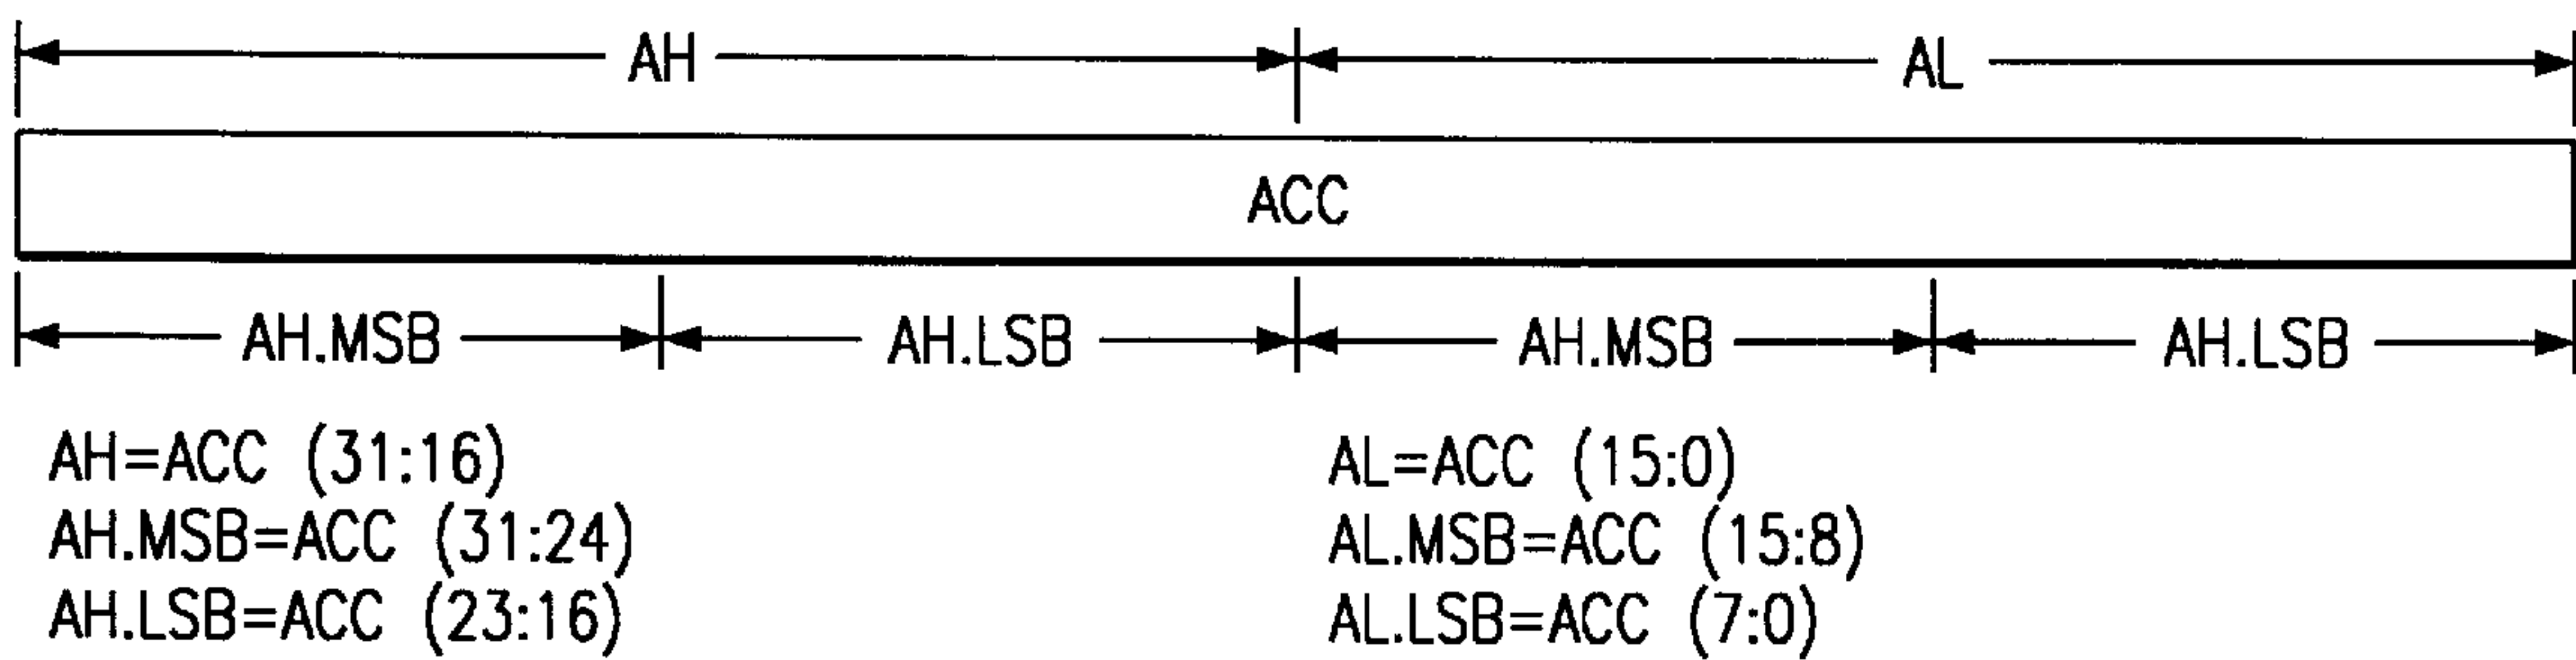 AH AL
ACC
AH.MSB AH.LSB AH.MSB AH.LSB
AH=ACC (31:16)
AH.MSB=ACC (31:24)
AH.LSB=ACC (23:16)
AL=ACC (15:0)
AL.MSB=ACC (15:8)
AL.LSB=ACC (7:0)